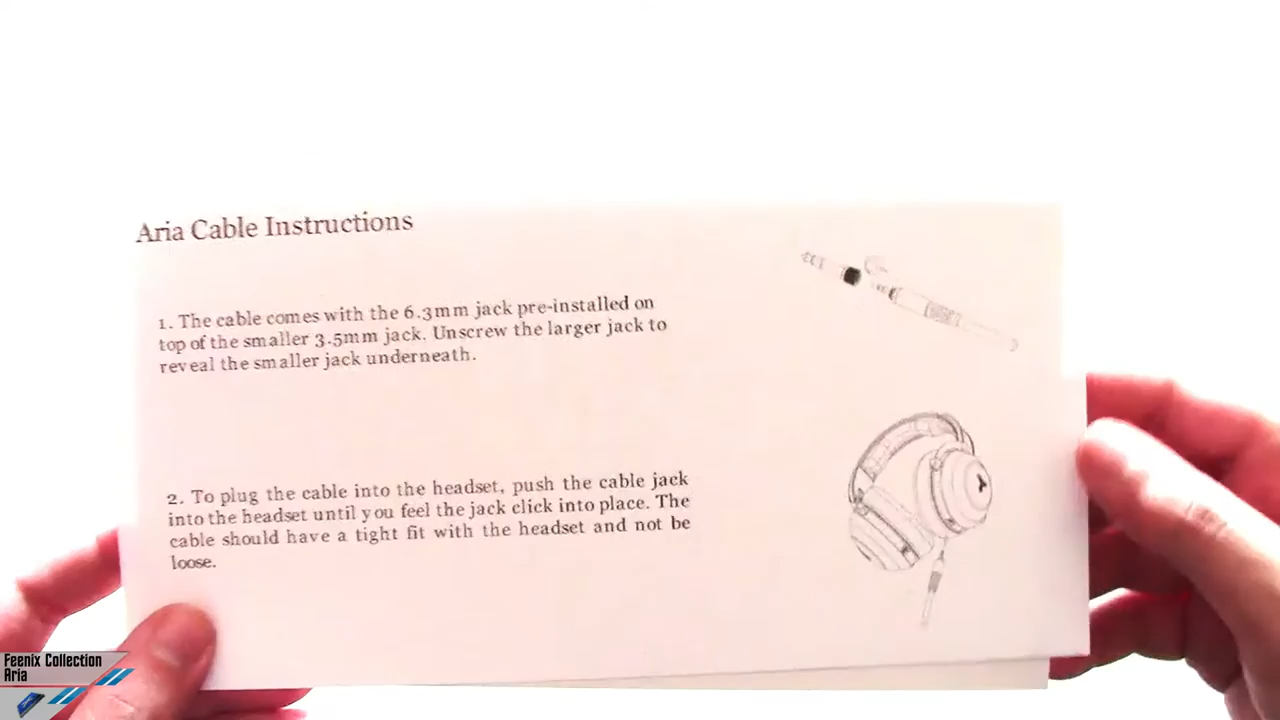 Aria Cable Instructions
1. The cable comes with the 6.3mm jack pre-installed on
top of the smaller 3.5mm jack. Unscrew the larger jack to
reveal the smaller jack underneath.
2. To plug the cable into the headset, push the cable jack
into the headset until you feel the jack click into place. The
cable should have a tight fit with the headset and not be
loose.
Feenix Collection
Aria